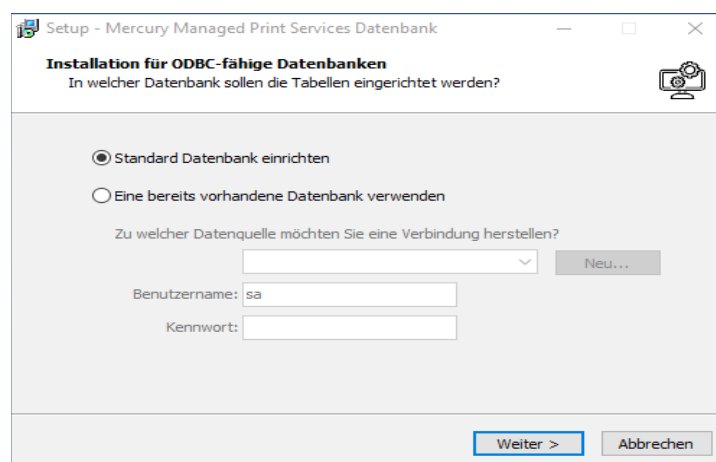 Setup - Mercury Managed Print Services Datenbank
Installation für ODBC-fähige Datenbanken
In welcher Datenbank sollen die Tabellen eingerichtet werden?
Standard Datenbank einrichten
Eine bereits vorhandene Datenbank verwenden
Zu welcher Datenquelle möchten Sie eine Verbindung herstellen?
Neu...
Benutzername: sa
Kennwort:
Weiter > Abbrechen